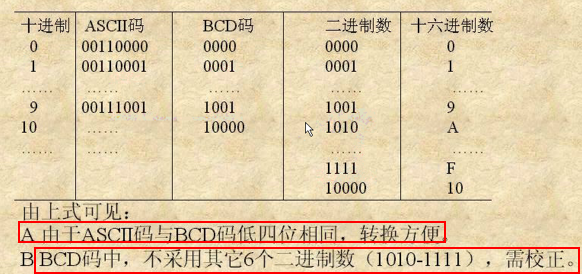 十进制 ASCII码 BCD码 二进制数 十六进制数
0 00110000 0000 0000 0
1 00110001 0001 0001 1
…… …… …… …… ……
9 00111001 1001 1001 9
10 …… 10000 1010 A
…… …… ……
1111 F
10000 10
由上式可见：
A 由于ASCII码与BCD码低四位相同，转换方便。
B BCD码中，不采用其它6个二进制数（1010-1111），需校正。